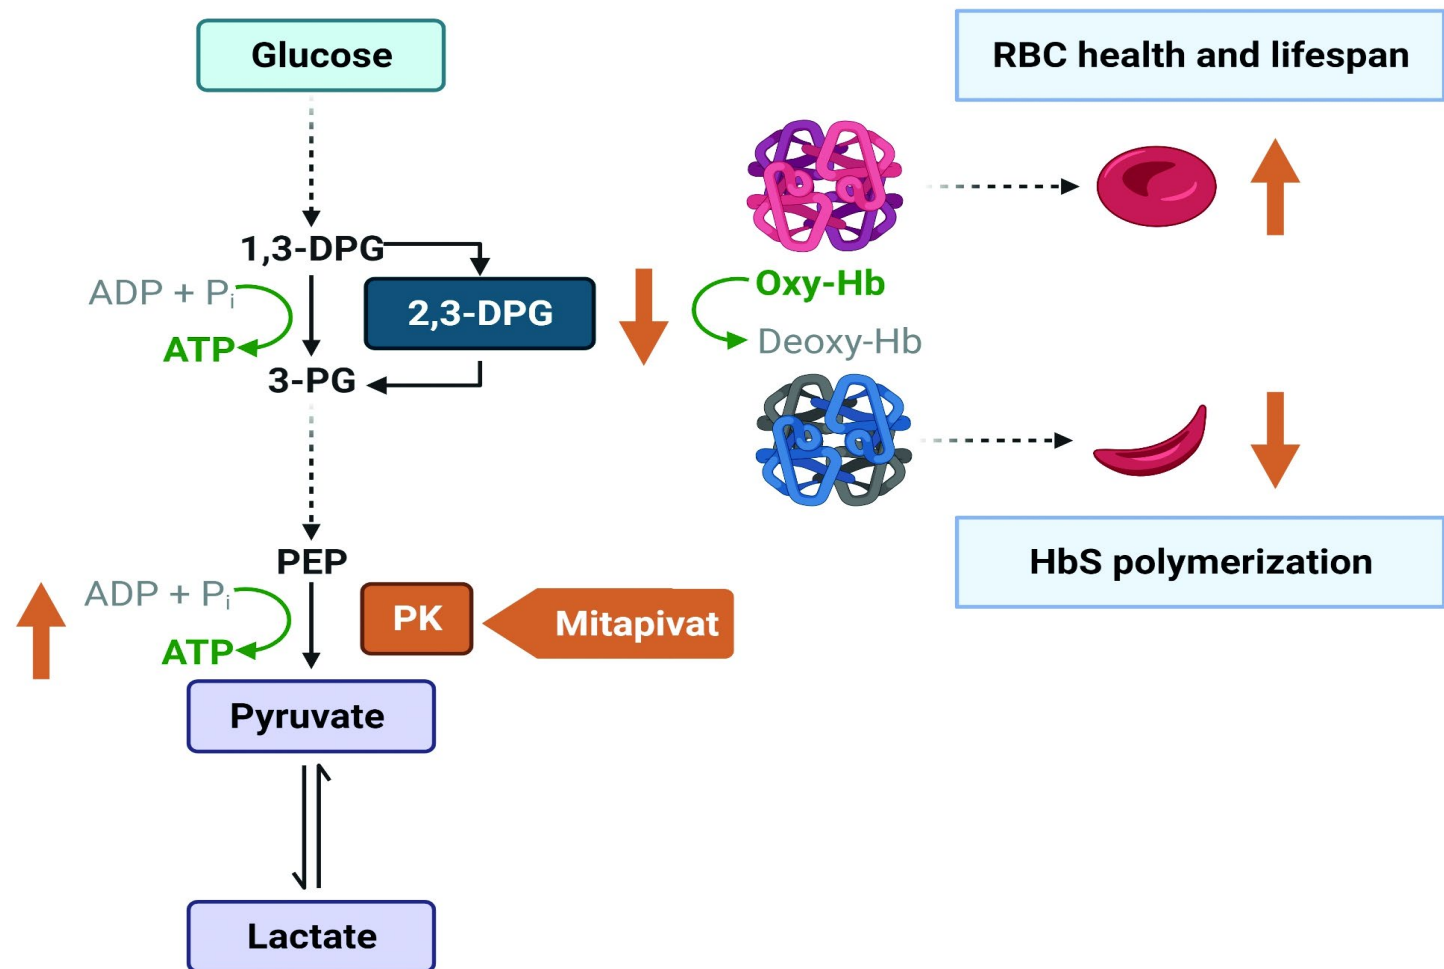 Glucose
RBC health and lifespan
1,3-DPG
ADP + Pi
2,3-DPG
ATP
3-PG
Oxy-Hb
Deoxy-Hb
PEP
ADP + Pi
ATP
PK
Mitapivat
HbS polymerization
Pyruvate
Lactate